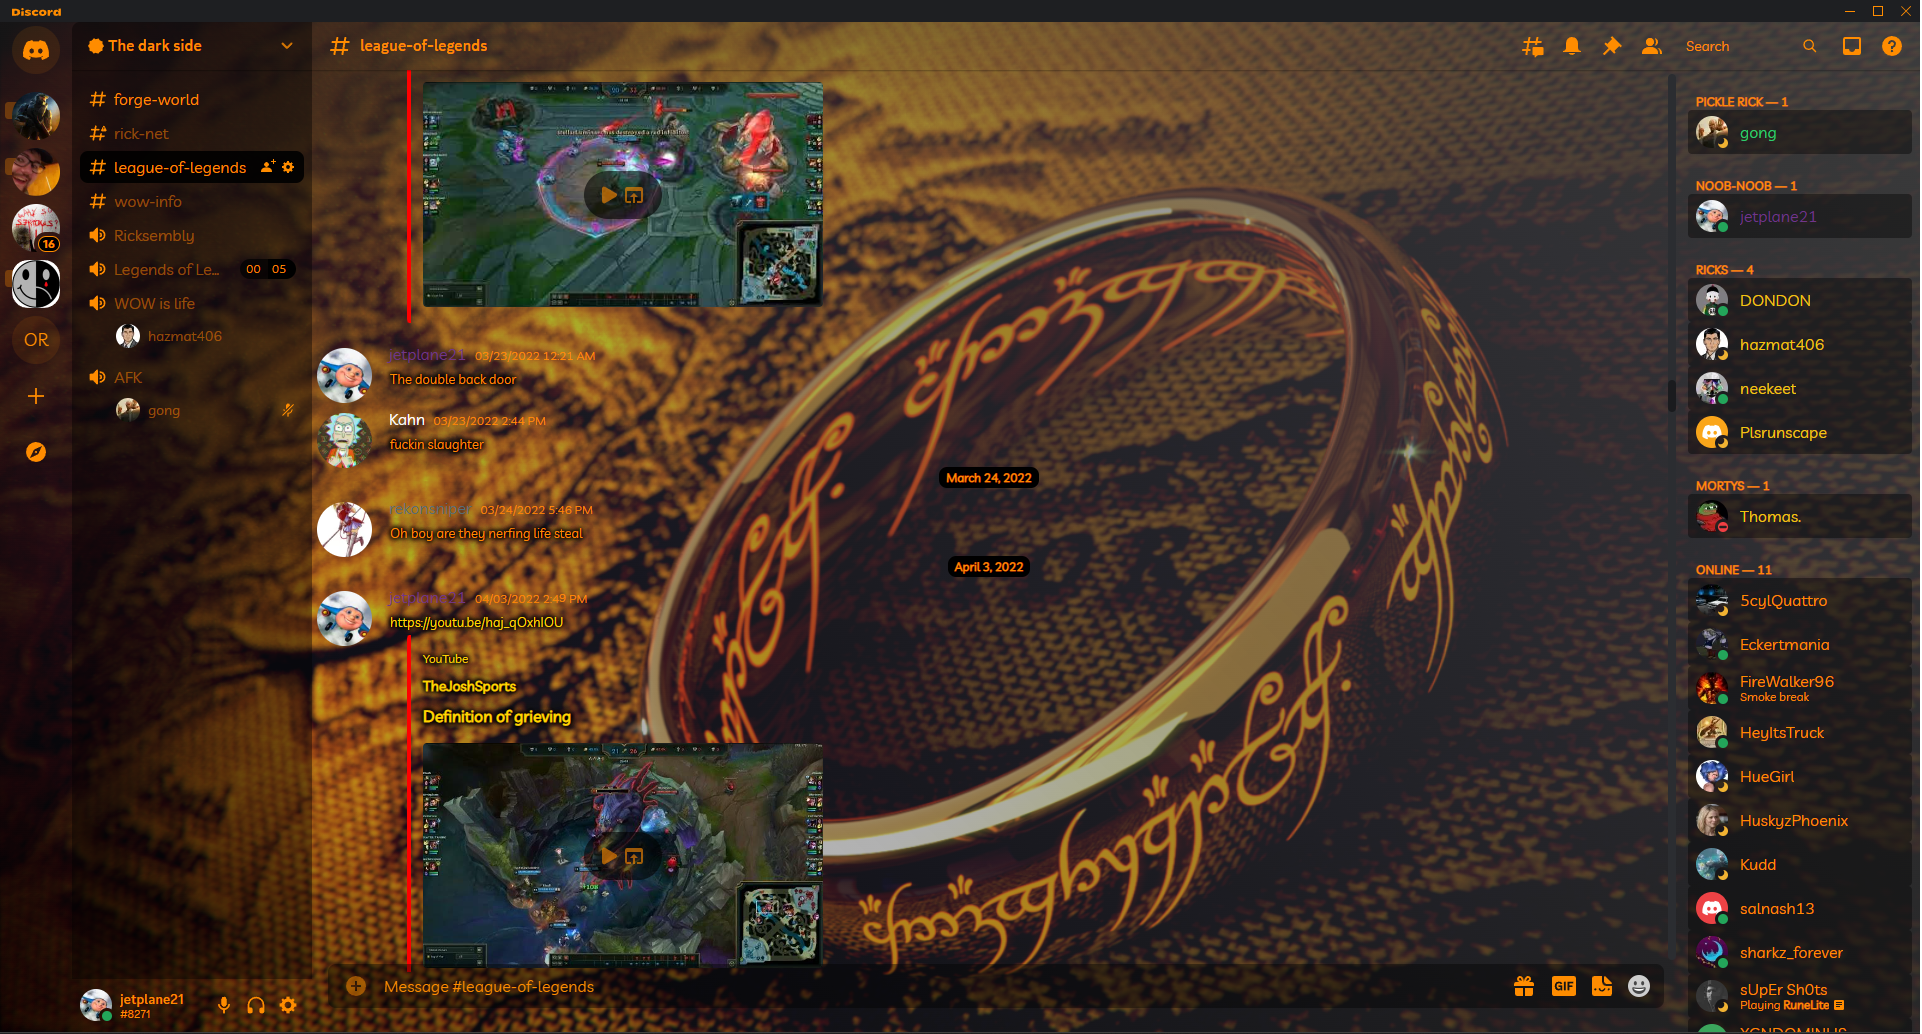 Discord
The dark side
forge-world
rick-net
league-of-legends
wow-info
Ricksembly
Legends of Le...
00 05
WOW is life
hazmat406
AFK
gong
16
OR
jetplane21
#8271
league-of-legends
Search
jetplane21 03/23/2022 12:21 AM
The double back door
Kahn 03/23/2022 2:44 PM
fuckin slaughter
March 24, 2022
03/24/2022 5:46 PM
Oh boy are they nerfing life steal
April 3, 2022
jetplane21 04/03/2022 2:49 PM
https://youtu.be/haj_qOxhIOU
YouTube
TheJoshSports
Definition of grieving
Message #league-of-legends
GIF
PICKLE RICK — 1
gong
NOOB-NOOB — 1
jetplane21
RICKS — 4
DONDON
hazmat406
neekeet
Plsrunscape
MORTYS — 1
Thomas.
ONLINE — 11
5cylQuattro
Eckertmania
FireWalker96
Smoke break
HeyItsTruck
HueGirl
HuskyzPhoenix
Kudd
salnash13
sharkz_forever
sUpEr Sh0ts
Playing RuneLite